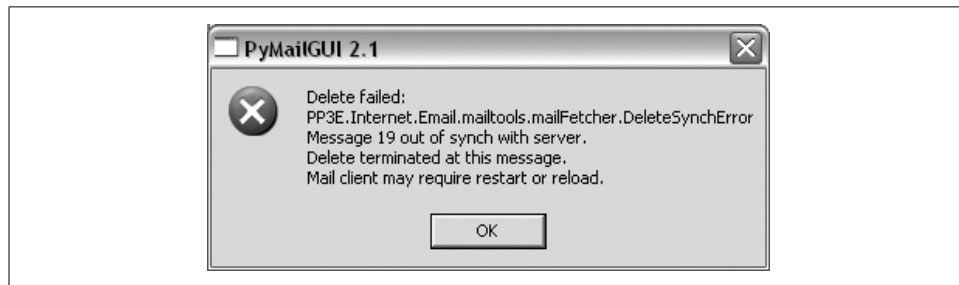 PyMailGUI 2.1
Delete failed:
PP3E.Internet.Email.mailtools.mailFetcher.DeleteSynchError
Message 19 out of synch with server.
Delete terminated at this message.
Mail client may require restart or reload.
OK